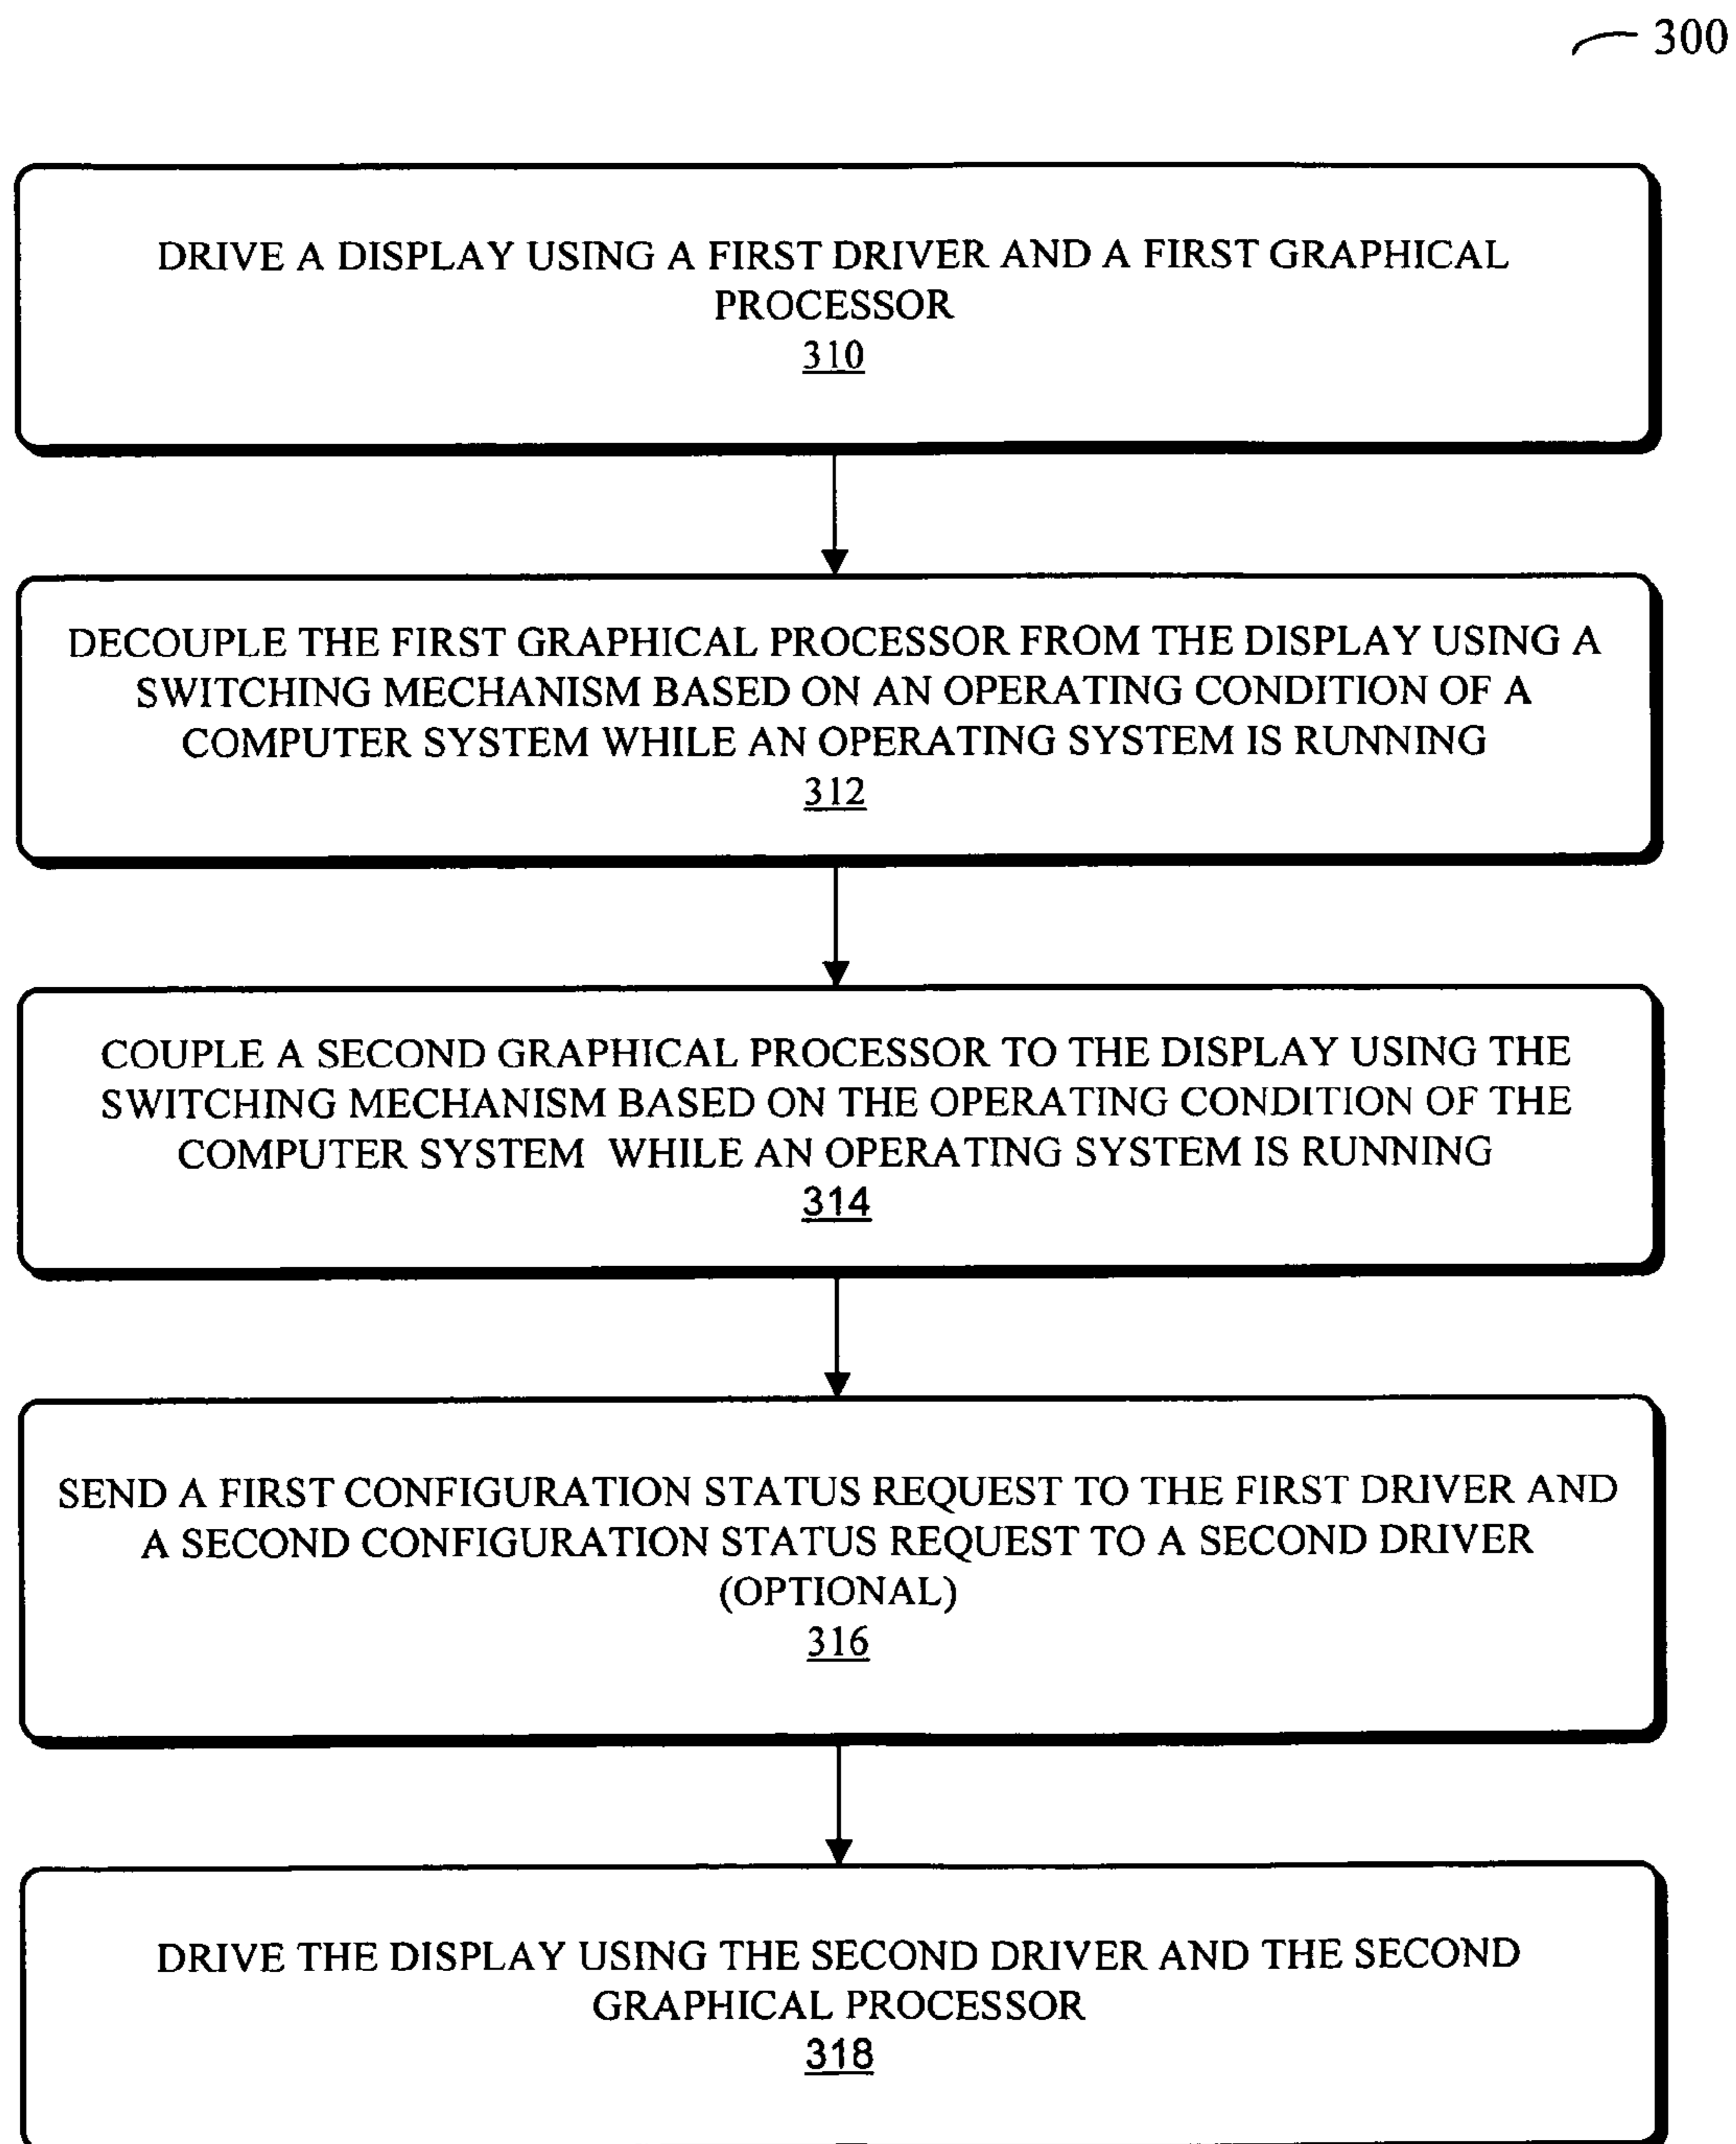 300
DRIVE A DISPLAY USING A FIRST DRIVER AND A FIRST GRAPHICAL
PROCESSOR
310
DECOUPLE THE FIRST GRAPHICAL PROCESSOR FROM THE DISPLAY USING A
SWITCHING MECHANISM BASED ON AN OPERATING CONDITION OF A
COMPUTER SYSTEM WHILE AN OPERATING SYSTEM IS RUNNING
312
COUPLE A SECOND GRAPHICAL PROCESSOR TO THE DISPLAY USING THE
SWITCHING MECHANISM BASED ON THE OPERATING CONDITION OF THE
COMPUTER SYSTEM WHILE AN OPERATING SYSTEM IS RUNNING
314
SEND A FIRST CONFIGURATION STATUS REQUEST TO THE FIRST DRIVER AND
A SECOND CONFIGURATION STATUS REQUEST TO A SECOND DRIVER
(OPTIONAL)
316
DRIVE THE DISPLAY USING THE SECOND DRIVER AND THE SECOND
GRAPHICAL PROCESSOR
318